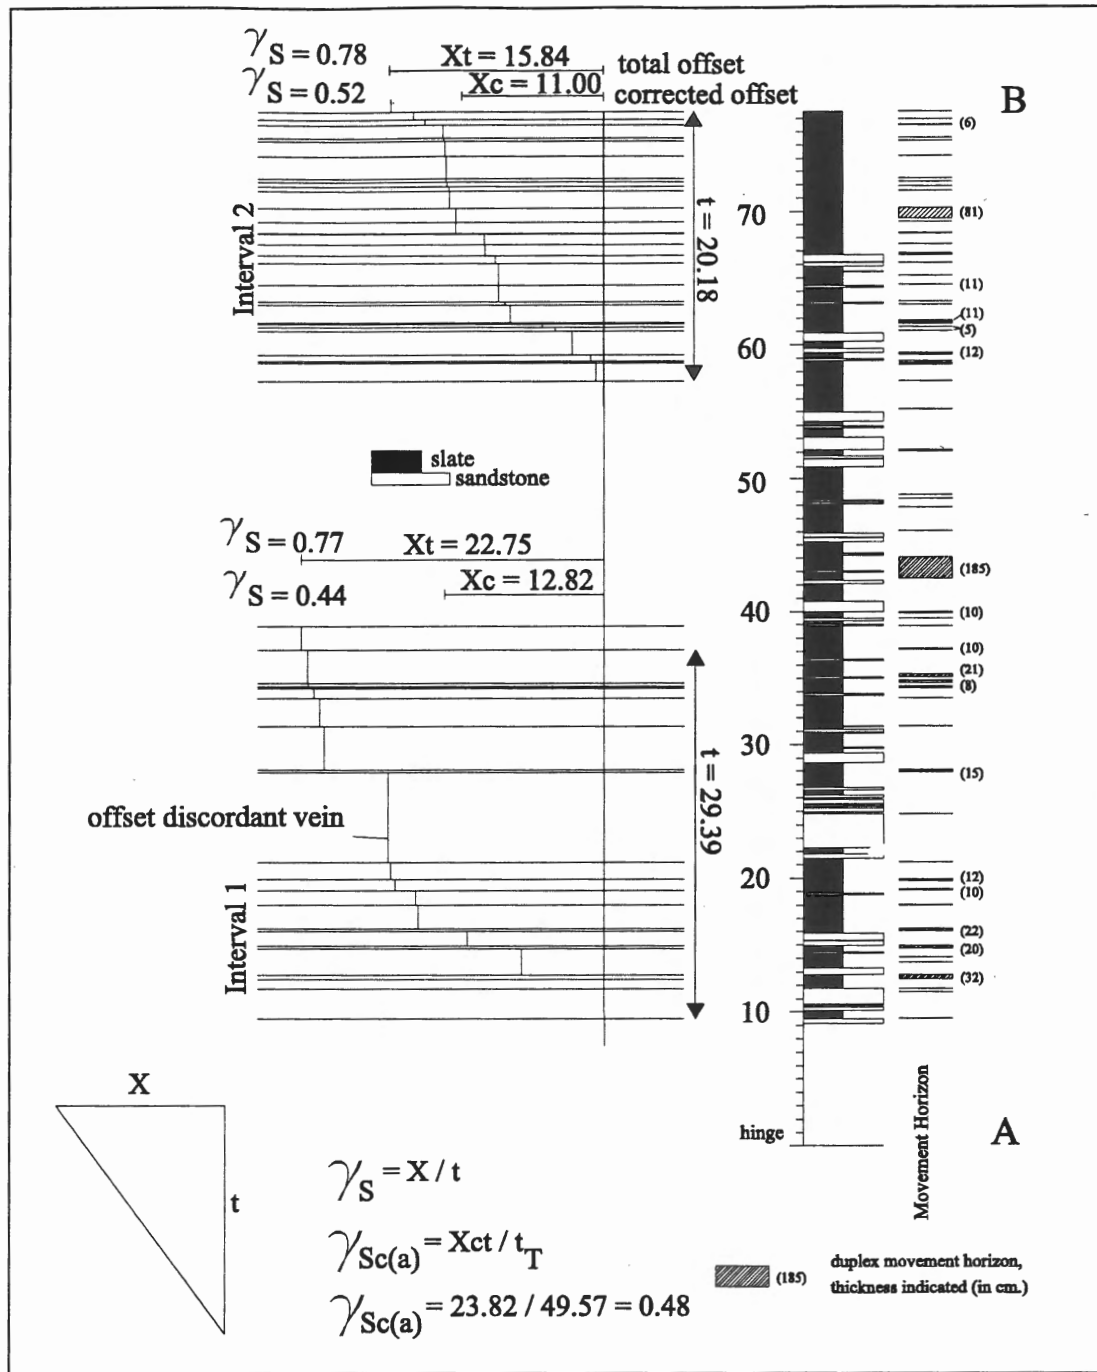 γS = 0.78
Xt = 15.84
total offset
γS = 0.52
Xc = 11.00
corrected offset
B
Interval 2
t = 20.18
slate
sandstone
γS = 0.77
Xt = 22.75
γS = 0.44
Xc = 12.82
offset discordant vein
Interval 1
t = 29.39
70
60
50
40
30
20
10
hinge
(6)
(81)
(11)
(11)
(5)
(12)
(185)
(10)
(10)
(21)
(8)
(15)
(12)
(10)
(22)
(20)
(32)
Movement Horizon
A
X
t
γS = X / t
γSc(a) = Xct / tT
γSc(a) = 23.82 / 49.57 = 0.48
(185)
duplex movement horizon,
thickness indicated (in cm.)